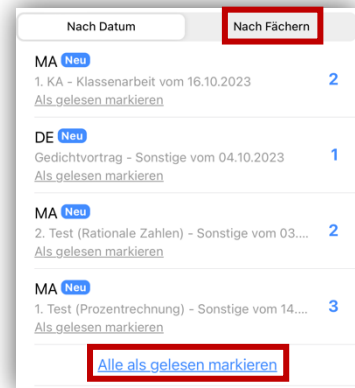 Nach Datum Nach Fächern
MA Neu
1. KA - Klassenarbeit vom 16.10.2023 2
Als gelesen markieren
DE Neu
Gedichtvortrag - Sonstige vom 04.10.2023 1
Als gelesen markieren
MA Neu
2. Test (Rationale Zahlen) - Sonstige vom 03.... 2
Als gelesen markieren
MA Neu
1. Test (Prozentrechnung) - Sonstige vom 14.... 3
Als gelesen markieren
Alle als gelesen markieren